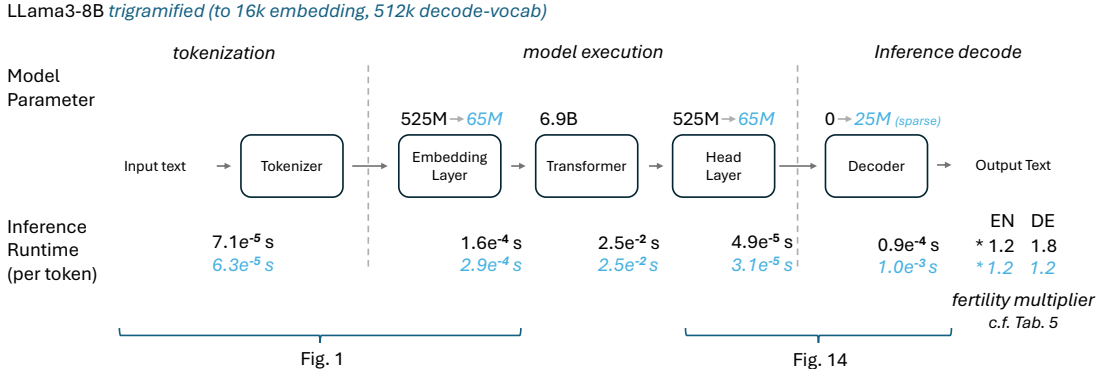 LLama3-8B trigramified (to 16k embedding, 512k decode-vocab)
tokenization model execution Inference decode
Model
Parameter
525M→65M 6.9B 525M→65M 0→25M (sparse)
Input text
Tokenizer
Embedding
Layer
Transformer
Head
Layer
Decoder
Output Text
Inference
Runtime
(per token)
7.1e-5 s 1.6e-4 s 2.5e-2 s 4.9e-5 s 0.9e-4 s
6.3e-5 s 2.9e-4 s 2.5e-2 s 3.1e-5 s 1.0e-3 s
EN DE
* 1.2 1.8
* 1.2 1.2
fertility multiplier
c.f. Tab. 5
Fig. 1 Fig. 14